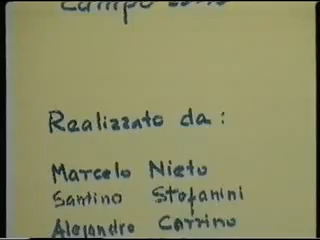 Realizzato da:
Marcelo Nieto
Santino Stefanini
Alejandro Carrino